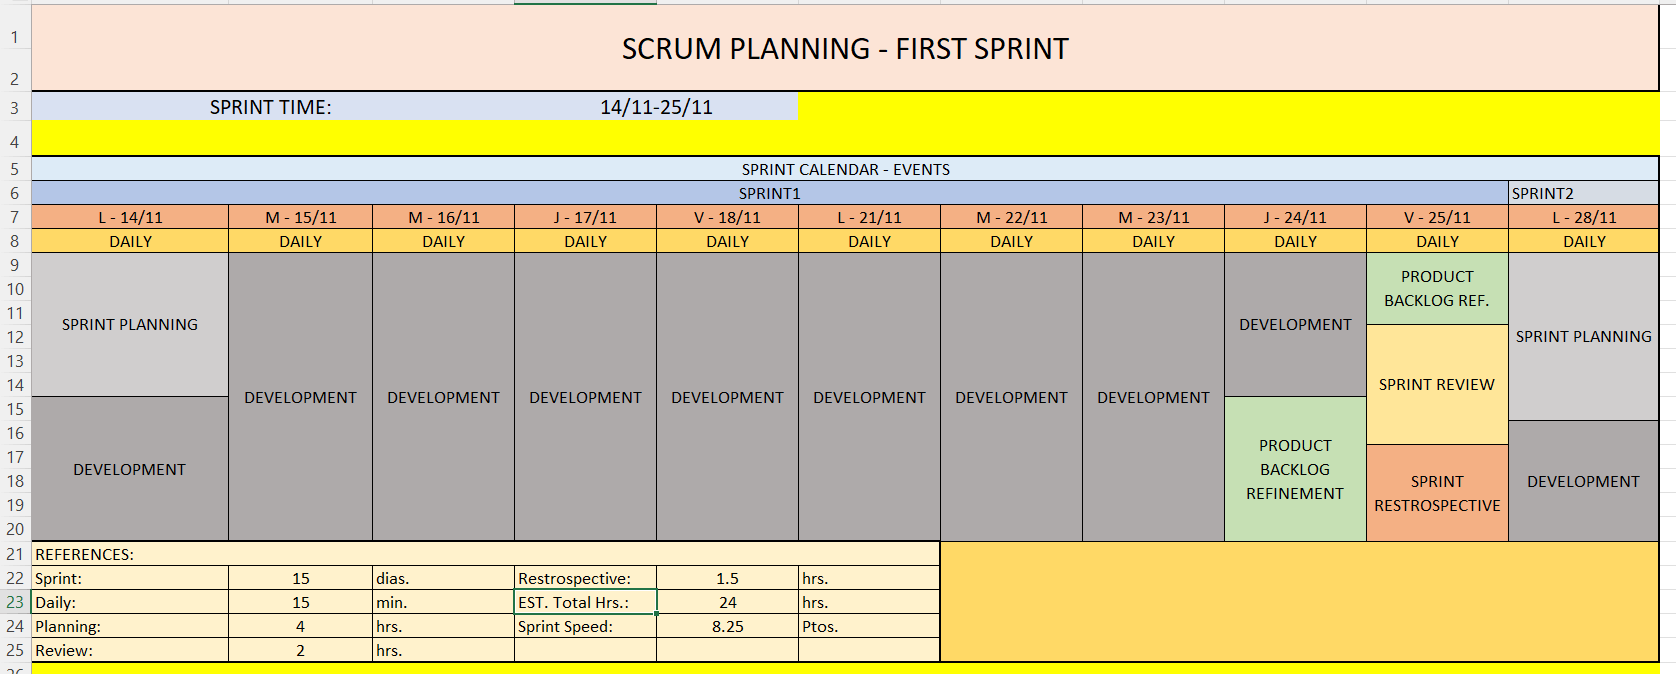 1
SCRUM PLANNING - FIRST SPRINT
2
3 SPRINT TIME: 14/11-25/11
4
5 SPRINT CALENDAR - EVENTS
6 SPRINT1 SPRINT2
7 L - 14/11 M - 15/11 M - 16/11 J - 17/11 V - 18/11 L - 21/11 M - 22/11 M - 23/11 J - 24/11 V - 25/11 L - 28/11
8 DAILY DAILY DAILY DAILY DAILY DAILY DAILY DAILY DAILY DAILY DAILY
9
10
11
12
13
14
15
16
17
18
19
20
SPRINT PLANNING
DEVELOPMENT
DEVELOPMENT
DEVELOPMENT
DEVELOPMENT
DEVELOPMENT
DEVELOPMENT
DEVELOPMENT
DEVELOPMENT
DEVELOPMENT
PRODUCT
BACKLOG
REFINEMENT
PRODUCT
BACKLOG REF.
SPRINT REVIEW
SPRINT
RESTROSPECTIVE
SPRINT PLANNING
DEVELOPMENT
21 REFERENCES:
22 Sprint: 15 dias. Restrospective: 1.5 hrs.
23 Daily: 15 min. EST. Total Hrs.: 24 hrs.
24 Planning: 4 hrs. Sprint Speed: 8.25 Ptos.
25 Review: 2 hrs.